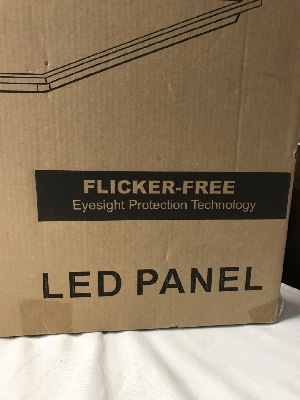 FLICKER-FREE
Eyesight Protection Technology
LED PANEL